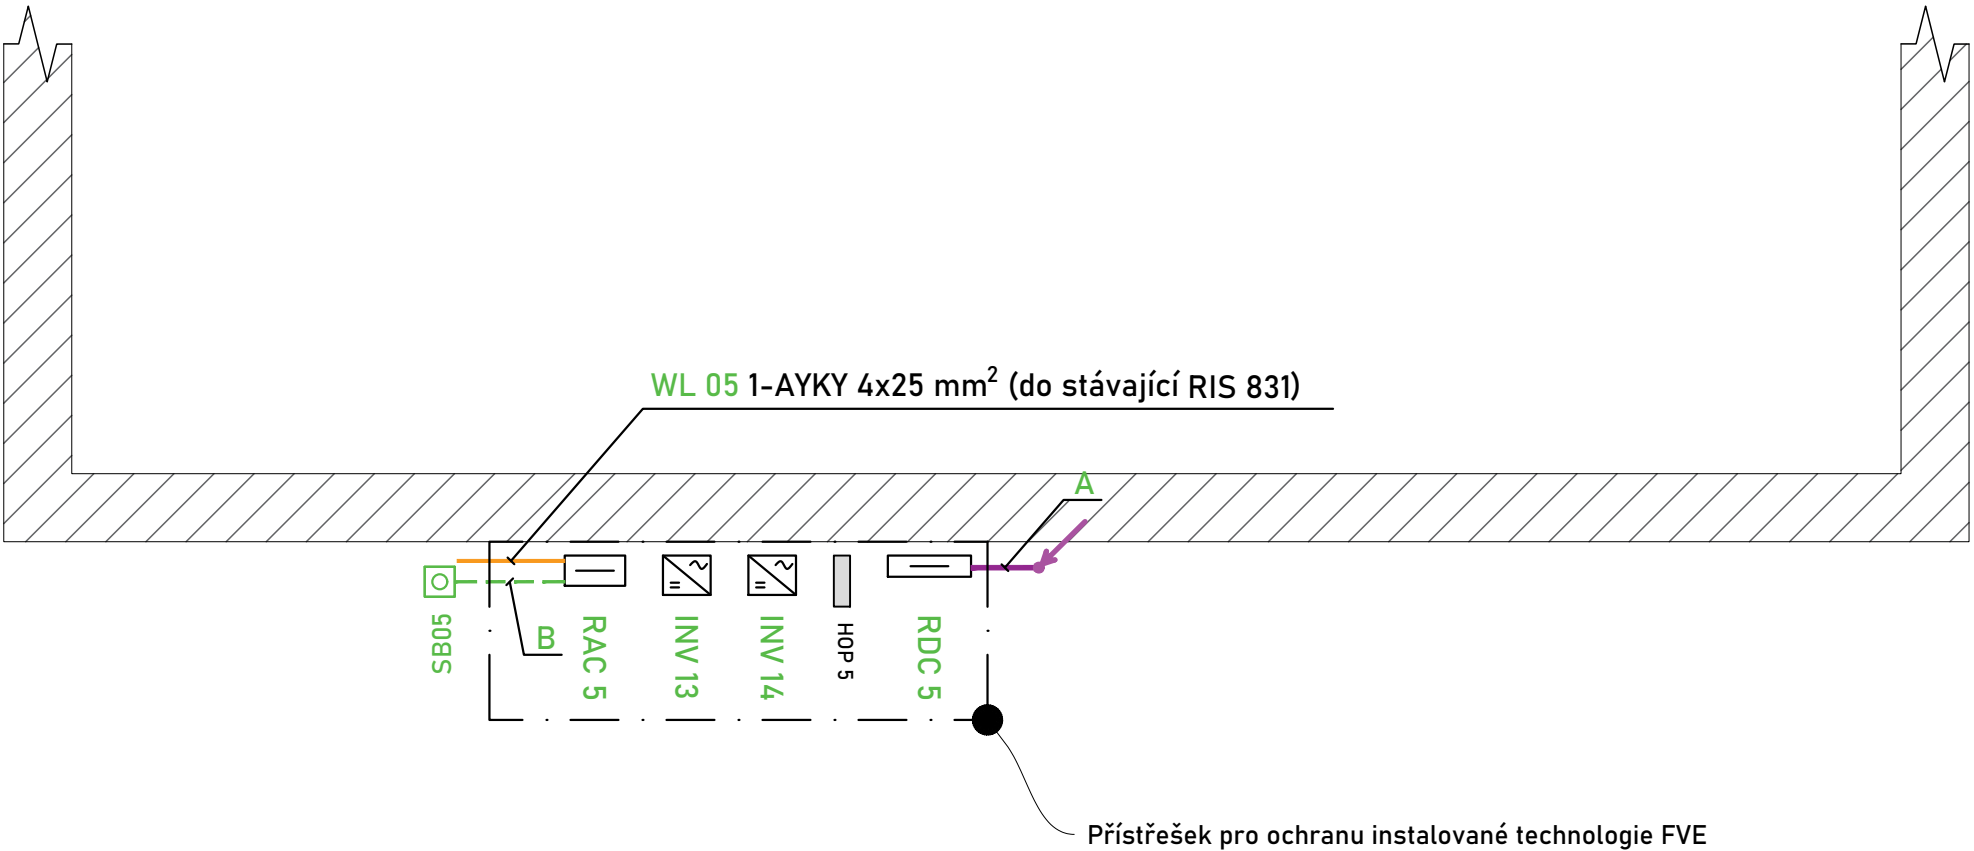 WL 05 1-AYKY 4x25 mm² (do stávající RIS 831)
A
B
SB05
RAC 5
INV 13
INV 14
HOP 5
RDC 5
Přístřešek pro ochranu instalované technologie FVE